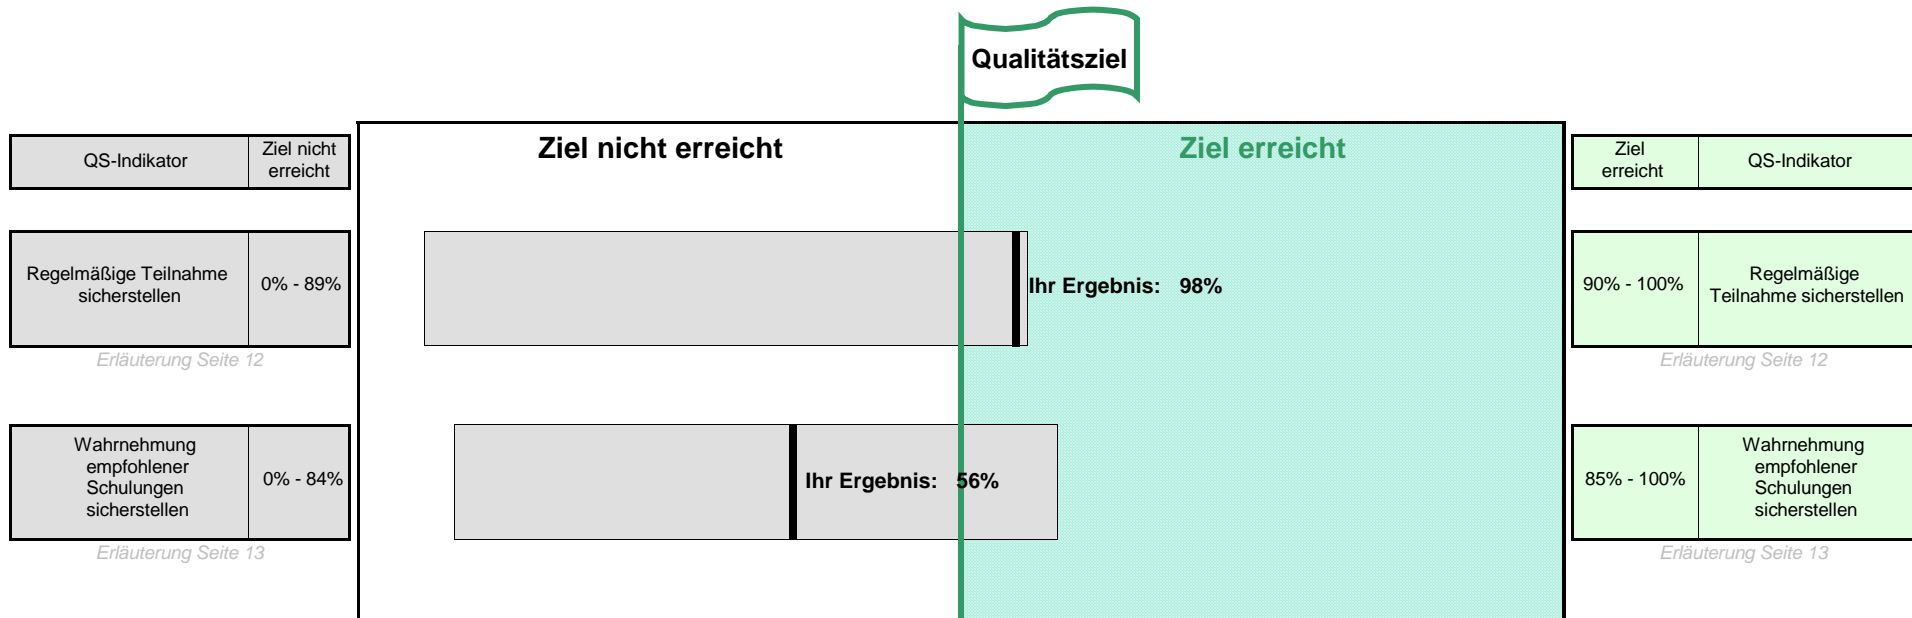 Qualitätsziel
Ziel nicht erreicht
Ziel erreicht
QS-Indikator
Ziel nicht
erreicht
Ziel
erreicht
QS-Indikator
Regelmäßige Teilnahme
sicherstellen
0% - 89%
Ihr Ergebnis: 98%
90% - 100%
Regelmäßige
Teilnahme sicherstellen
Erläuterung Seite 12
Erläuterung Seite 12
Wahrnehmung
empfohlener
Schulungen
sicherstellen
0% - 84%
Ihr Ergebnis: 56%
85% - 100%
Wahrnehmung
empfohlener
Schulungen
sicherstellen
Erläuterung Seite 13
Erläuterung Seite 13